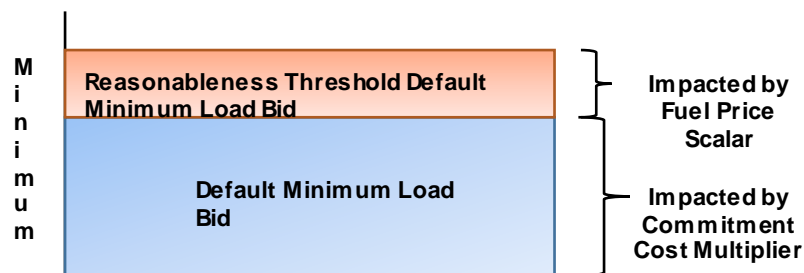 Minimum
Reasonableness Threshold Default
Minimum Load Bid
Impacted by
Fuel Price
Scalar
Default Minimum Load
Bid
Impacted by
Commitment
Cost Multiplier